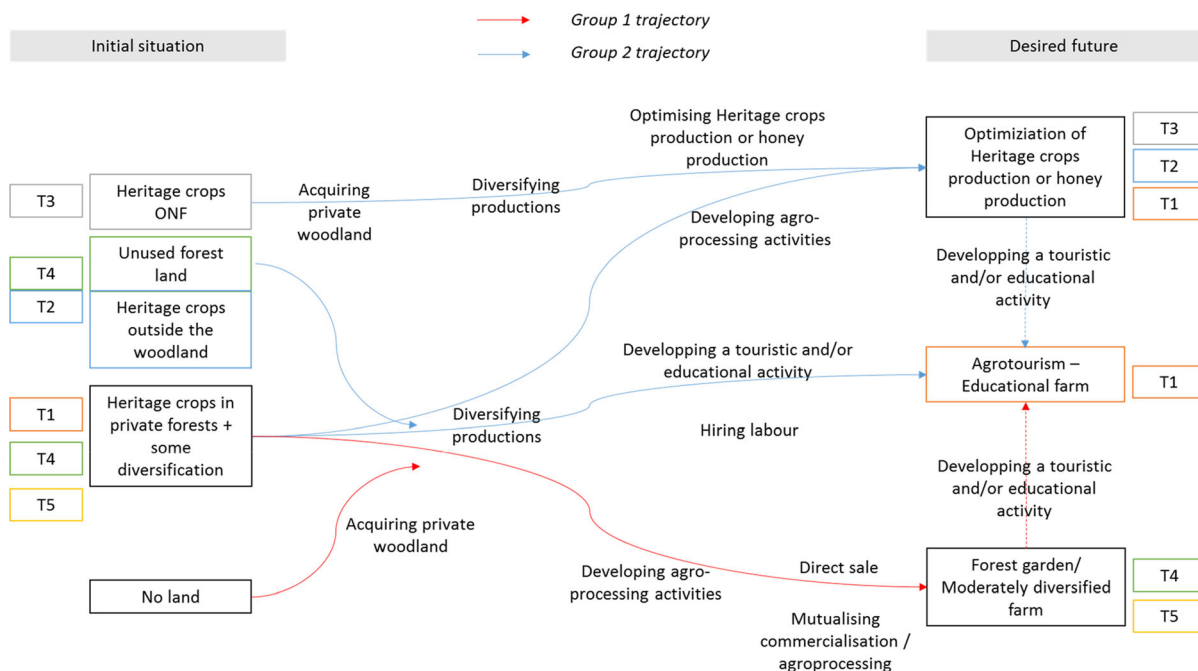 Group 1 trajectory
Initial situation
Desired future
Group 2 trajectory
Optimising Heritage crops
production or honey
production
Optimiziation of
Heritage crops
production or honey
production
T3
T2
T1
T3
Heritage crops
ONF
Acquiring
private
woodland
Diversifying
productions
Developing agro-
processing activities
T4
Unused forest
land
T2
Heritage crops
outside the
woodland
Developping a touristic
and/or educational
activity
Developping a touristic and/or
educational activity
Agrotourism –
Educational farm
T1
T1
T4
T5
Heritage crops in
private forests +
some
diversification
Diversifying
productions
Hiring labour
Developping a touristic
and/or educational
activity
Acquiring private
woodland
No land
Developing agro-
processing activities
Direct sale
Forest garden/
Moderately diversified
farm
T4
T5
Mutualising
commercialisation /
agroprocessing